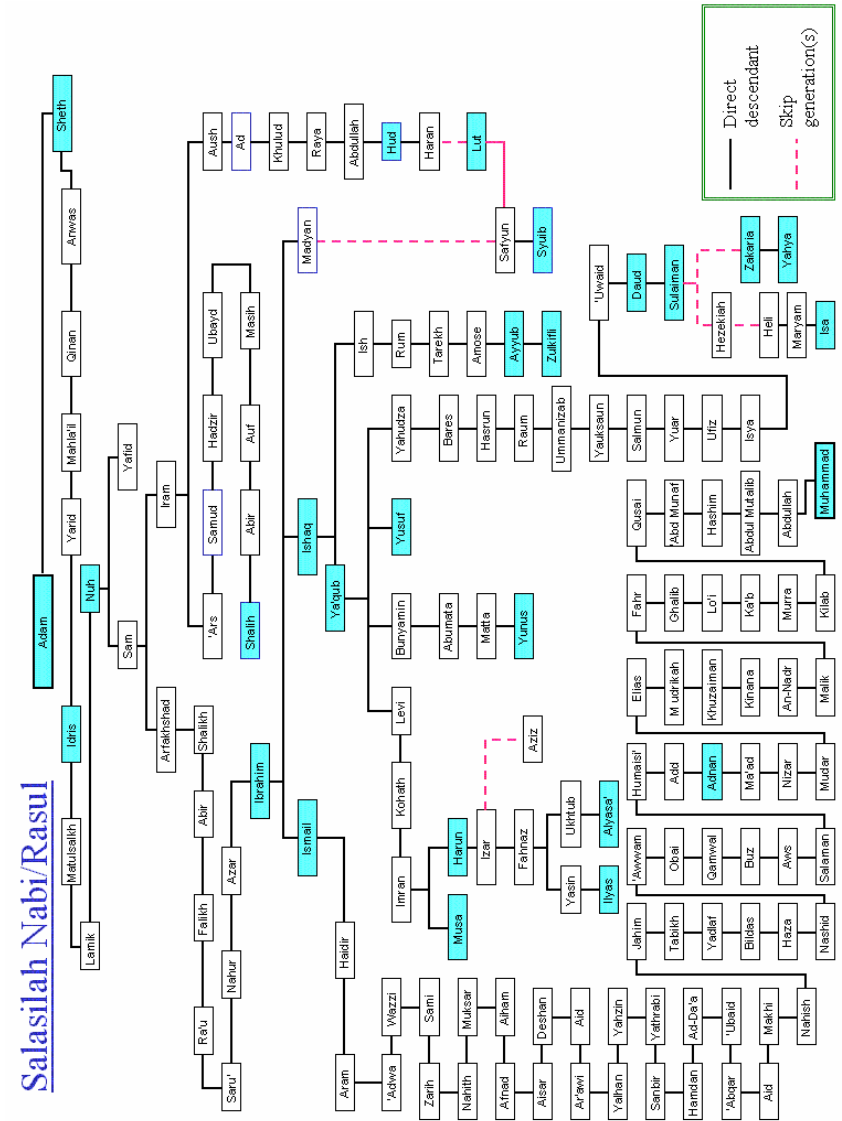 Salasilah Nabi/Rasul
Adam
Sheth
Anwas
Qinan
Mahla'il
Yarid
Idris
Matulsalkh
Lamik
Nuh
Yafid
Sam
Iram
Arfakhshad
Shalikh
Abir
Falikh
Ra'u
Saru'
Nahur
Azar
Ibrahim
'Ars
Samud
Hadzir
Ubayd
Masih
Auf
Abir
Shalih
Aush
Ad
Khulud
Raya
Abdullah
Hud
Haran
Lut
Madyan
Safyun
Syuib
Ismail
Ishaq
Ya'qub
Ish
Rum
Tarekh
Amose
Ayyub
Zulkifli
Yahudza
Bares
Hasrun
Raum
Ummanizab
Yauksaun
Salmun
Yuar
Ufiz
Isya
'Uwaid
Daud
Sulaiman
Zakaria
Yahya
Hezekiah
Heli
Maryam
Isa
Yusuf
Bunyamin
Abumata
Matta
Yunus
Levi
Kohath
Imran
Musa
Harun
Izar
Aziz
Fahnaz
Yasin
Ilyas
Ukhtub
Alyasa'
Haidir
Aram
'Adwa
Wazzi
Sami
Zarih
Nahith
Muksar
Aiham
Afnad
Aisar
Deshan
Aid
Ar'awi
Yalhan
Yahzin
Yathrabi
Sanbir
Hamdan
Ad-Da'a
'Ubaid
'Abqar
Aid
Makhi
Nahish
Jahim
Tabikh
Yadlaf
Bildas
Haza
Nashid
'Awwam
Obai
Qamwal
Buz
Aws
Salaman
Humaisi'
Add
Adnan
Ma'ad
Nizar
Mudar
Elias
Mudrikah
Khuzaiman
Kinana
An-Nadr
Malik
Fahr
Ghalib
Lo'i
Ka'b
Murra
Kilab
Qusai
'Abd Munaf
Hashim
Abdul Mutalib
Abdullah
Muhammad
Direct
descendant
Skip
generation(s)